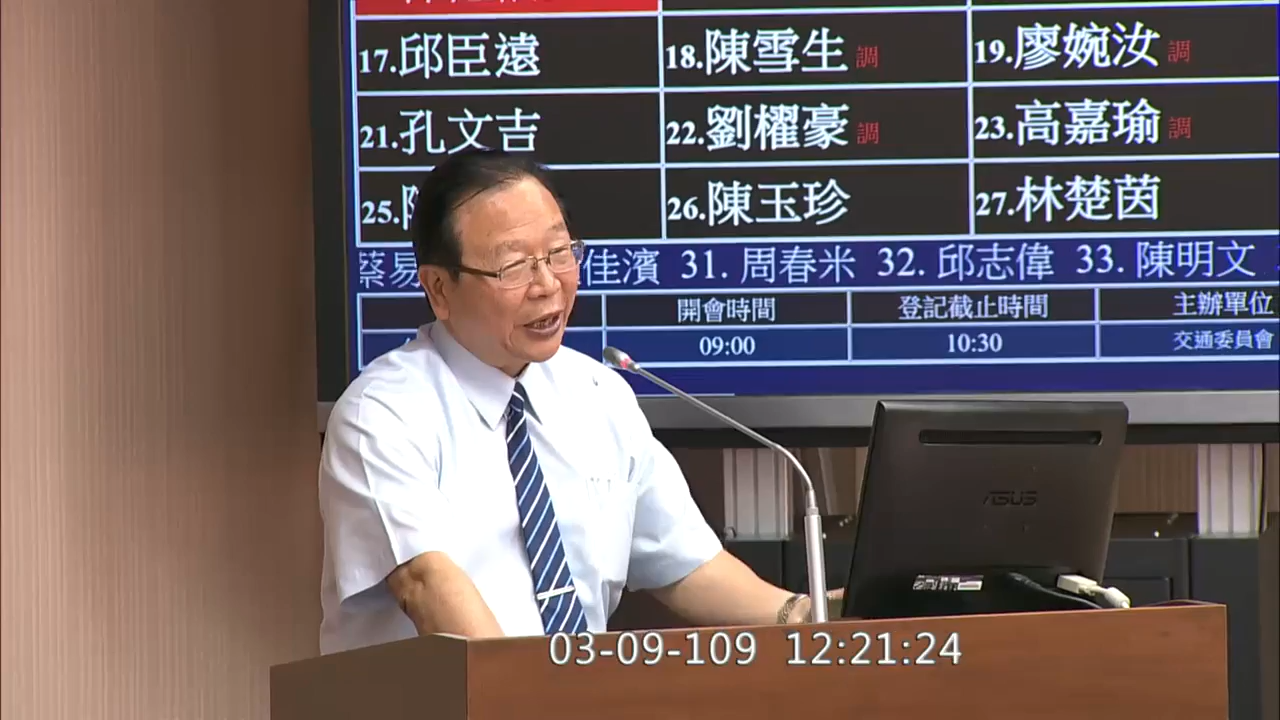 17.邱臣遠 18.陳雪生 調 19.廖婉汝 調
21.孔文吉 22.劉櫂豪 調 23.高嘉瑜 調
25. 26.陳玉珍 27.林楚茵
蔡易 佳濱 31. 周春米 32. 邱志偉 33. 陳明文
開會時間 登記截止時間 主辦單位
09:00 10:30 交通委員會
ASUS
03-09-109 12:21:24